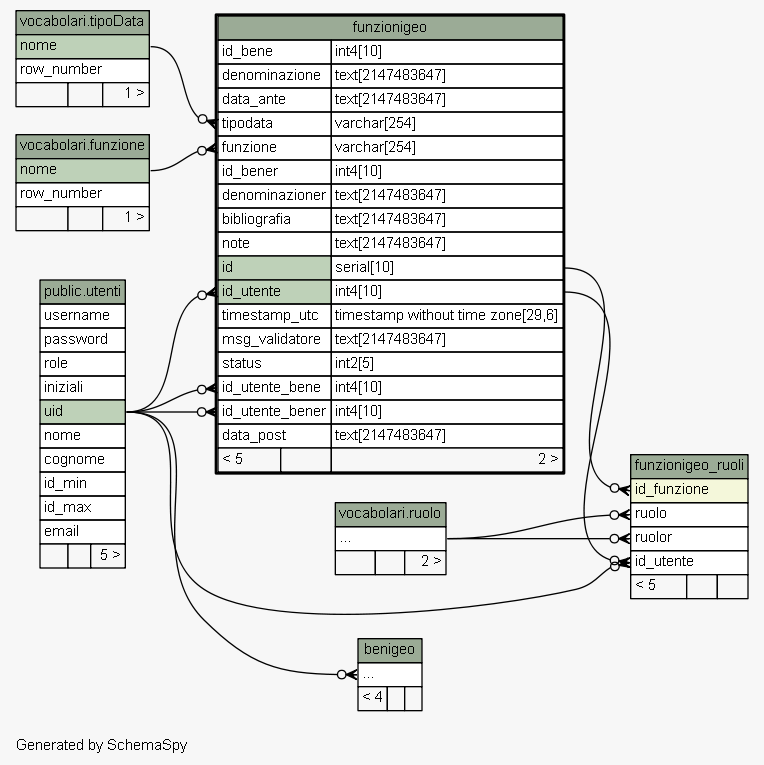 vocabolari.tipoData
nome
row_number
1 >
vocabolari.funzione
nome
row_number
1 >
public.utenti
username
password
role
iniziali
uid
nome
cognome
id_min
id_max
email
5 >
funzionigeo
id_bene int4[10]
denominazione text[2147483647]
data_ante text[2147483647]
tipodata varchar[254]
funzione varchar[254]
id_bener int4[10]
denominazioner text[2147483647]
bibliografia text[2147483647]
note text[2147483647]
id serial[10]
id_utente int4[10]
timestamp_utc timestamp without time zone[29,6]
msg_validatore text[2147483647]
status int2[5]
id_utente_bene int4[10]
id_utente_bener int4[10]
data_post text[2147483647]
< 5 2 >
vocabolari.ruolo
...
2 >
funzionigeo_ruoli
id_funzione
ruolo
ruolor
id_utente
< 5
benigeo
...
< 4
Generated by SchemaSpy